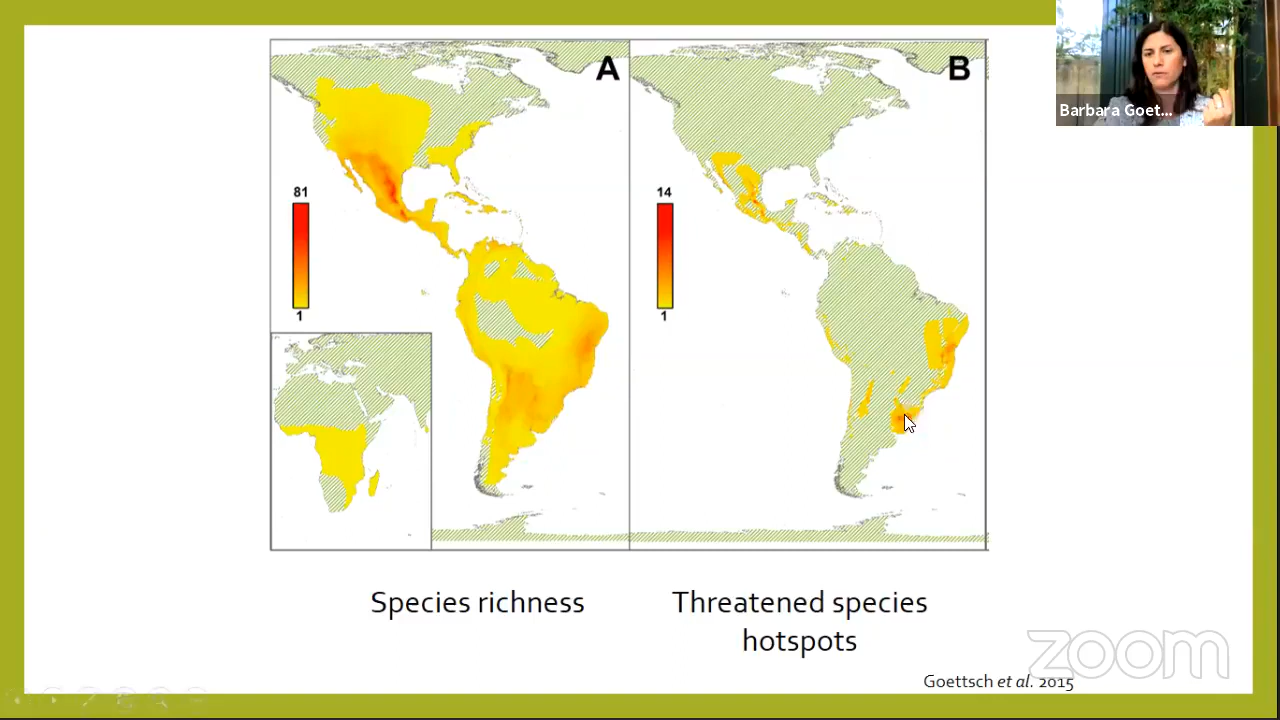 A
B
Barbara Goet...
81
1
14
1
Species richness
Threatened species
hotspots
zoom
Goettsch et al. 2015